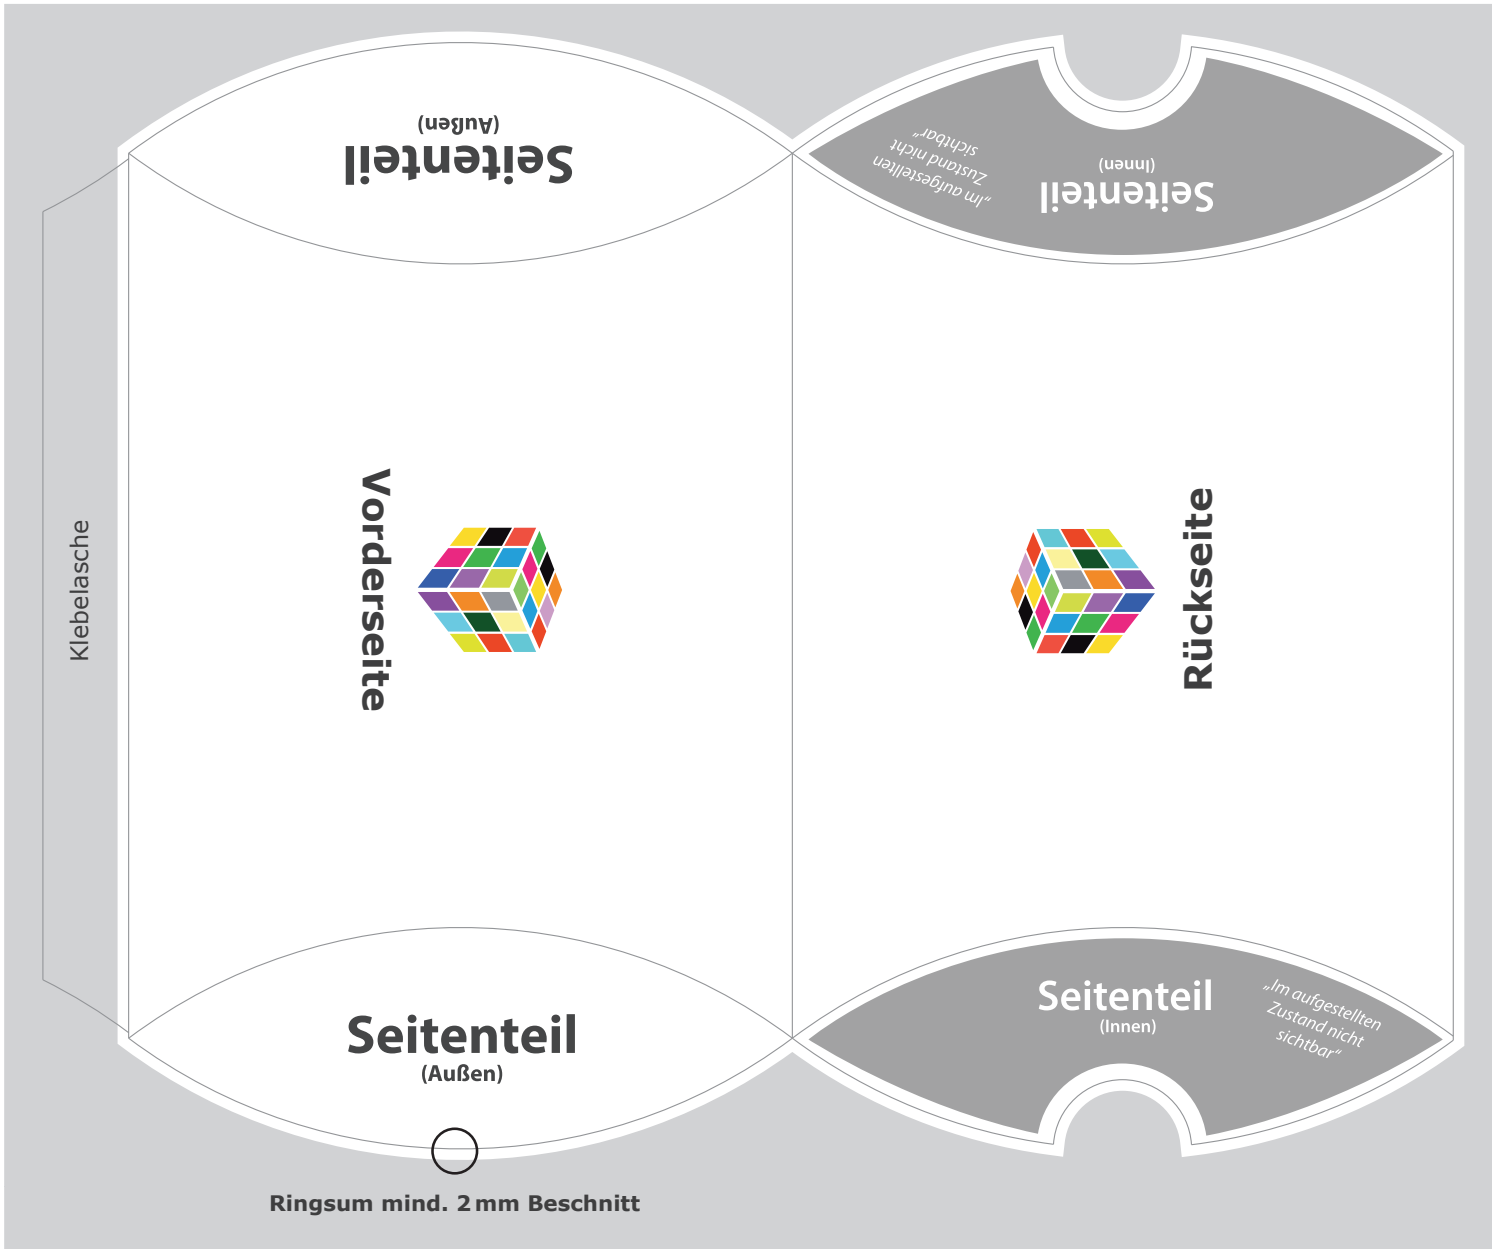 Seitenteil
(Außen)
Seitenteil
(Innen)
„Im aufgestellten
Zustand nicht
sichtbar“
Klebelasche
Vorderseite
Rückseite
Seitenteil
(Außen)
Seitenteil
(Innen)
„Im aufgestellten
Zustand nicht
sichtbar“
Ringsum mind. 2 mm Beschnitt